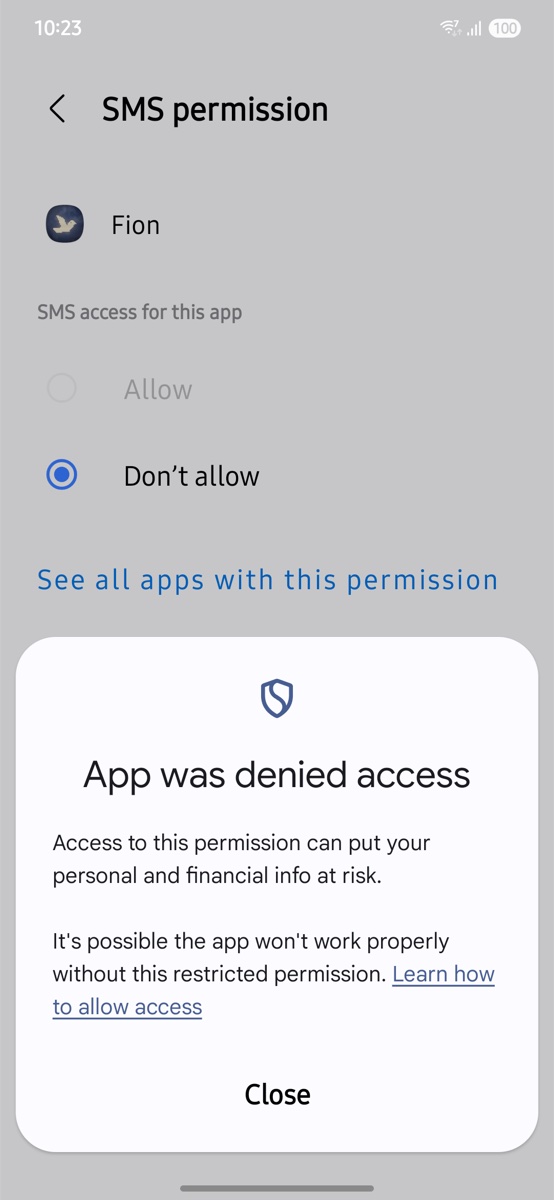 10:23
100
SMS permission
Fion
SMS access for this app
Allow
Don’t allow
See all apps with this permission
App was denied access
Access to this permission can put your
personal and financial info at risk.
It's possible the app won't work properly
without this restricted permission. Learn how
to allow access
Close